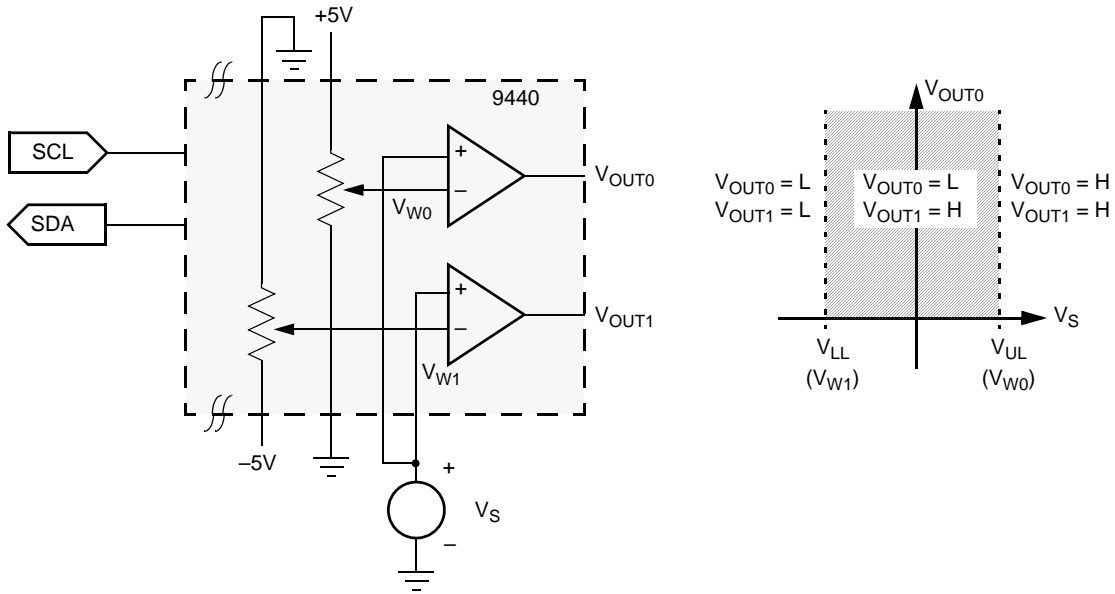 +5V
9440
SCL
SDA
+
–
V_W0
V_OUT0
+
–
V_W1
V_OUT1
–5V
+
V_S
–
V_OUT0
V_OUT0 = L
V_OUT1 = L
V_OUT0 = L
V_OUT1 = H
V_OUT0 = H
V_OUT1 = H
V_S
V_LL
(V_W1)
V_UL
(V_W0)